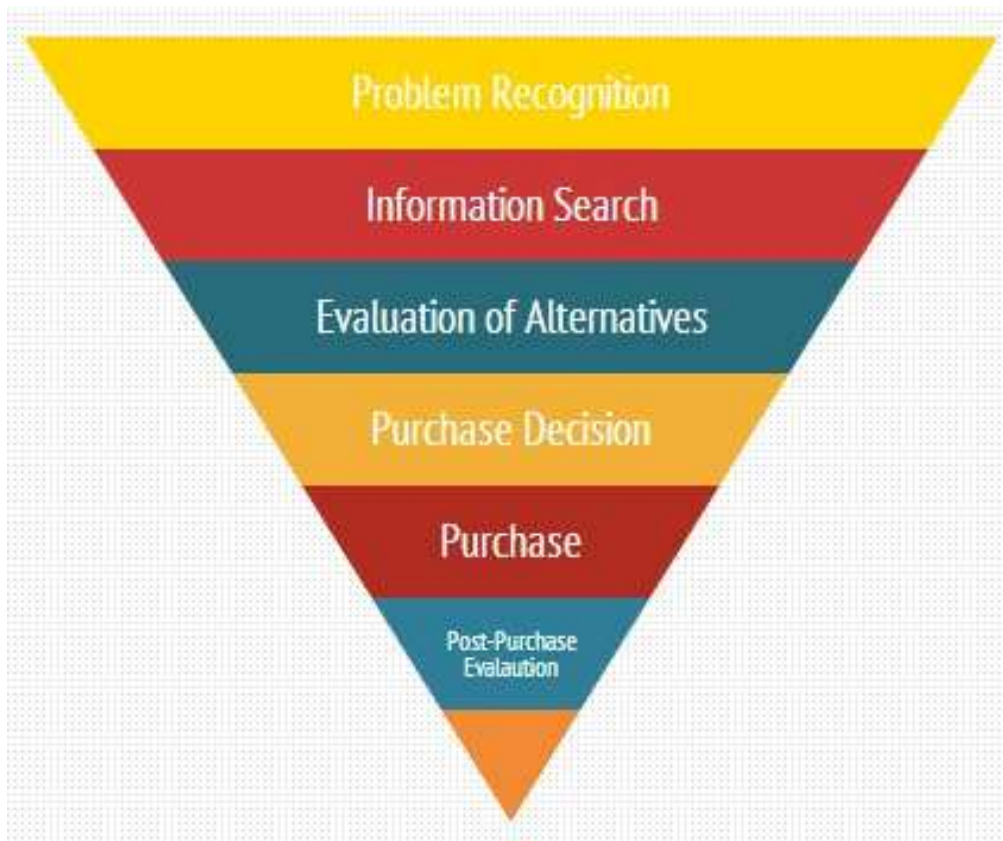 Problem Recognition
Information Search
Evaluation of Alternatives
Purchase Decision
Purchase
Post-Purchase
Evalaution